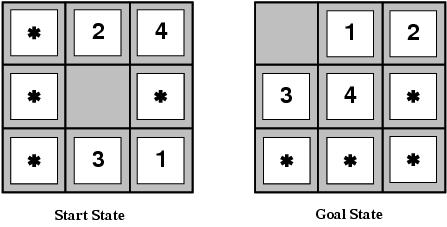 * 2 4
* *
* 3 1
Start State
1 2
3 4 *
* * *
Goal State